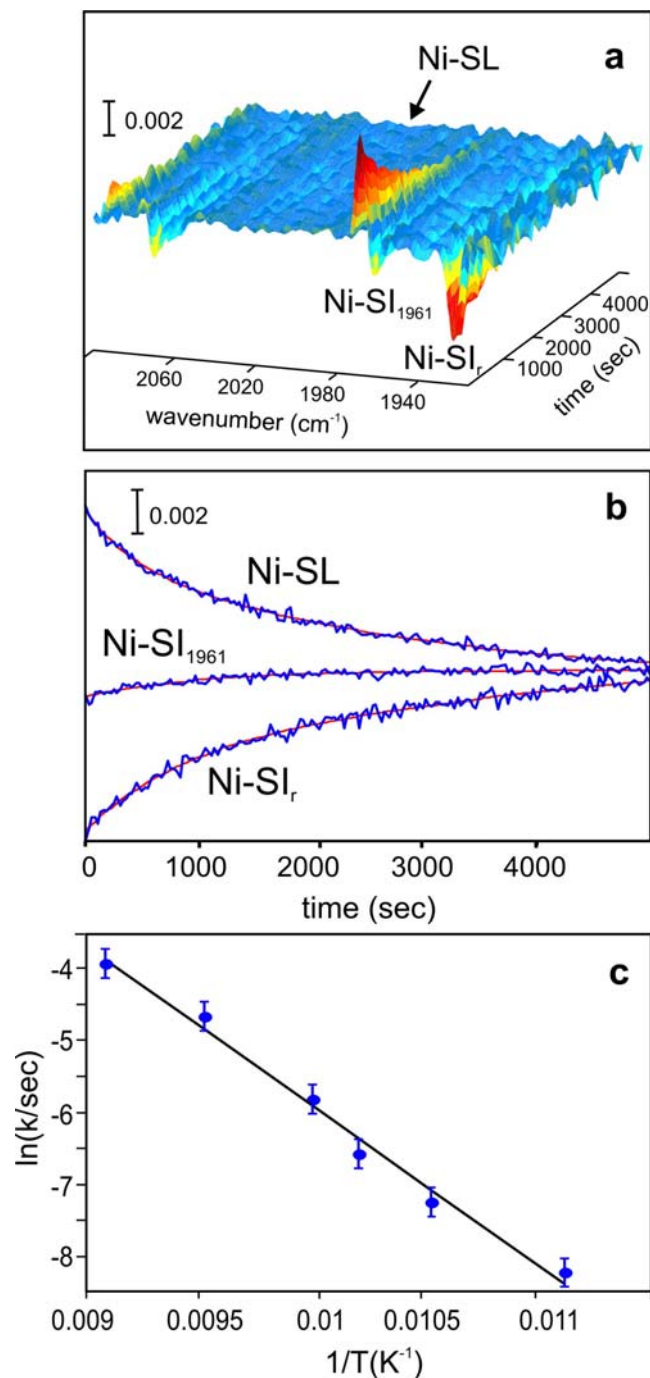 a
Ni-SL
0.002
Ni-SI1961
Ni-SIr
2060
2020
1980
1940
wavenumber (cm-1)
1000
2000
3000
4000
time (sec)
b
0.002
Ni-SL
Ni-SI1961
Ni-SIr
0 1000 2000 3000 4000
time (sec)
c
-4
-5
-6
-7
-8
ln(k/sec)
0.009 0.0095 0.01 0.0105 0.011
1/T(K-1)